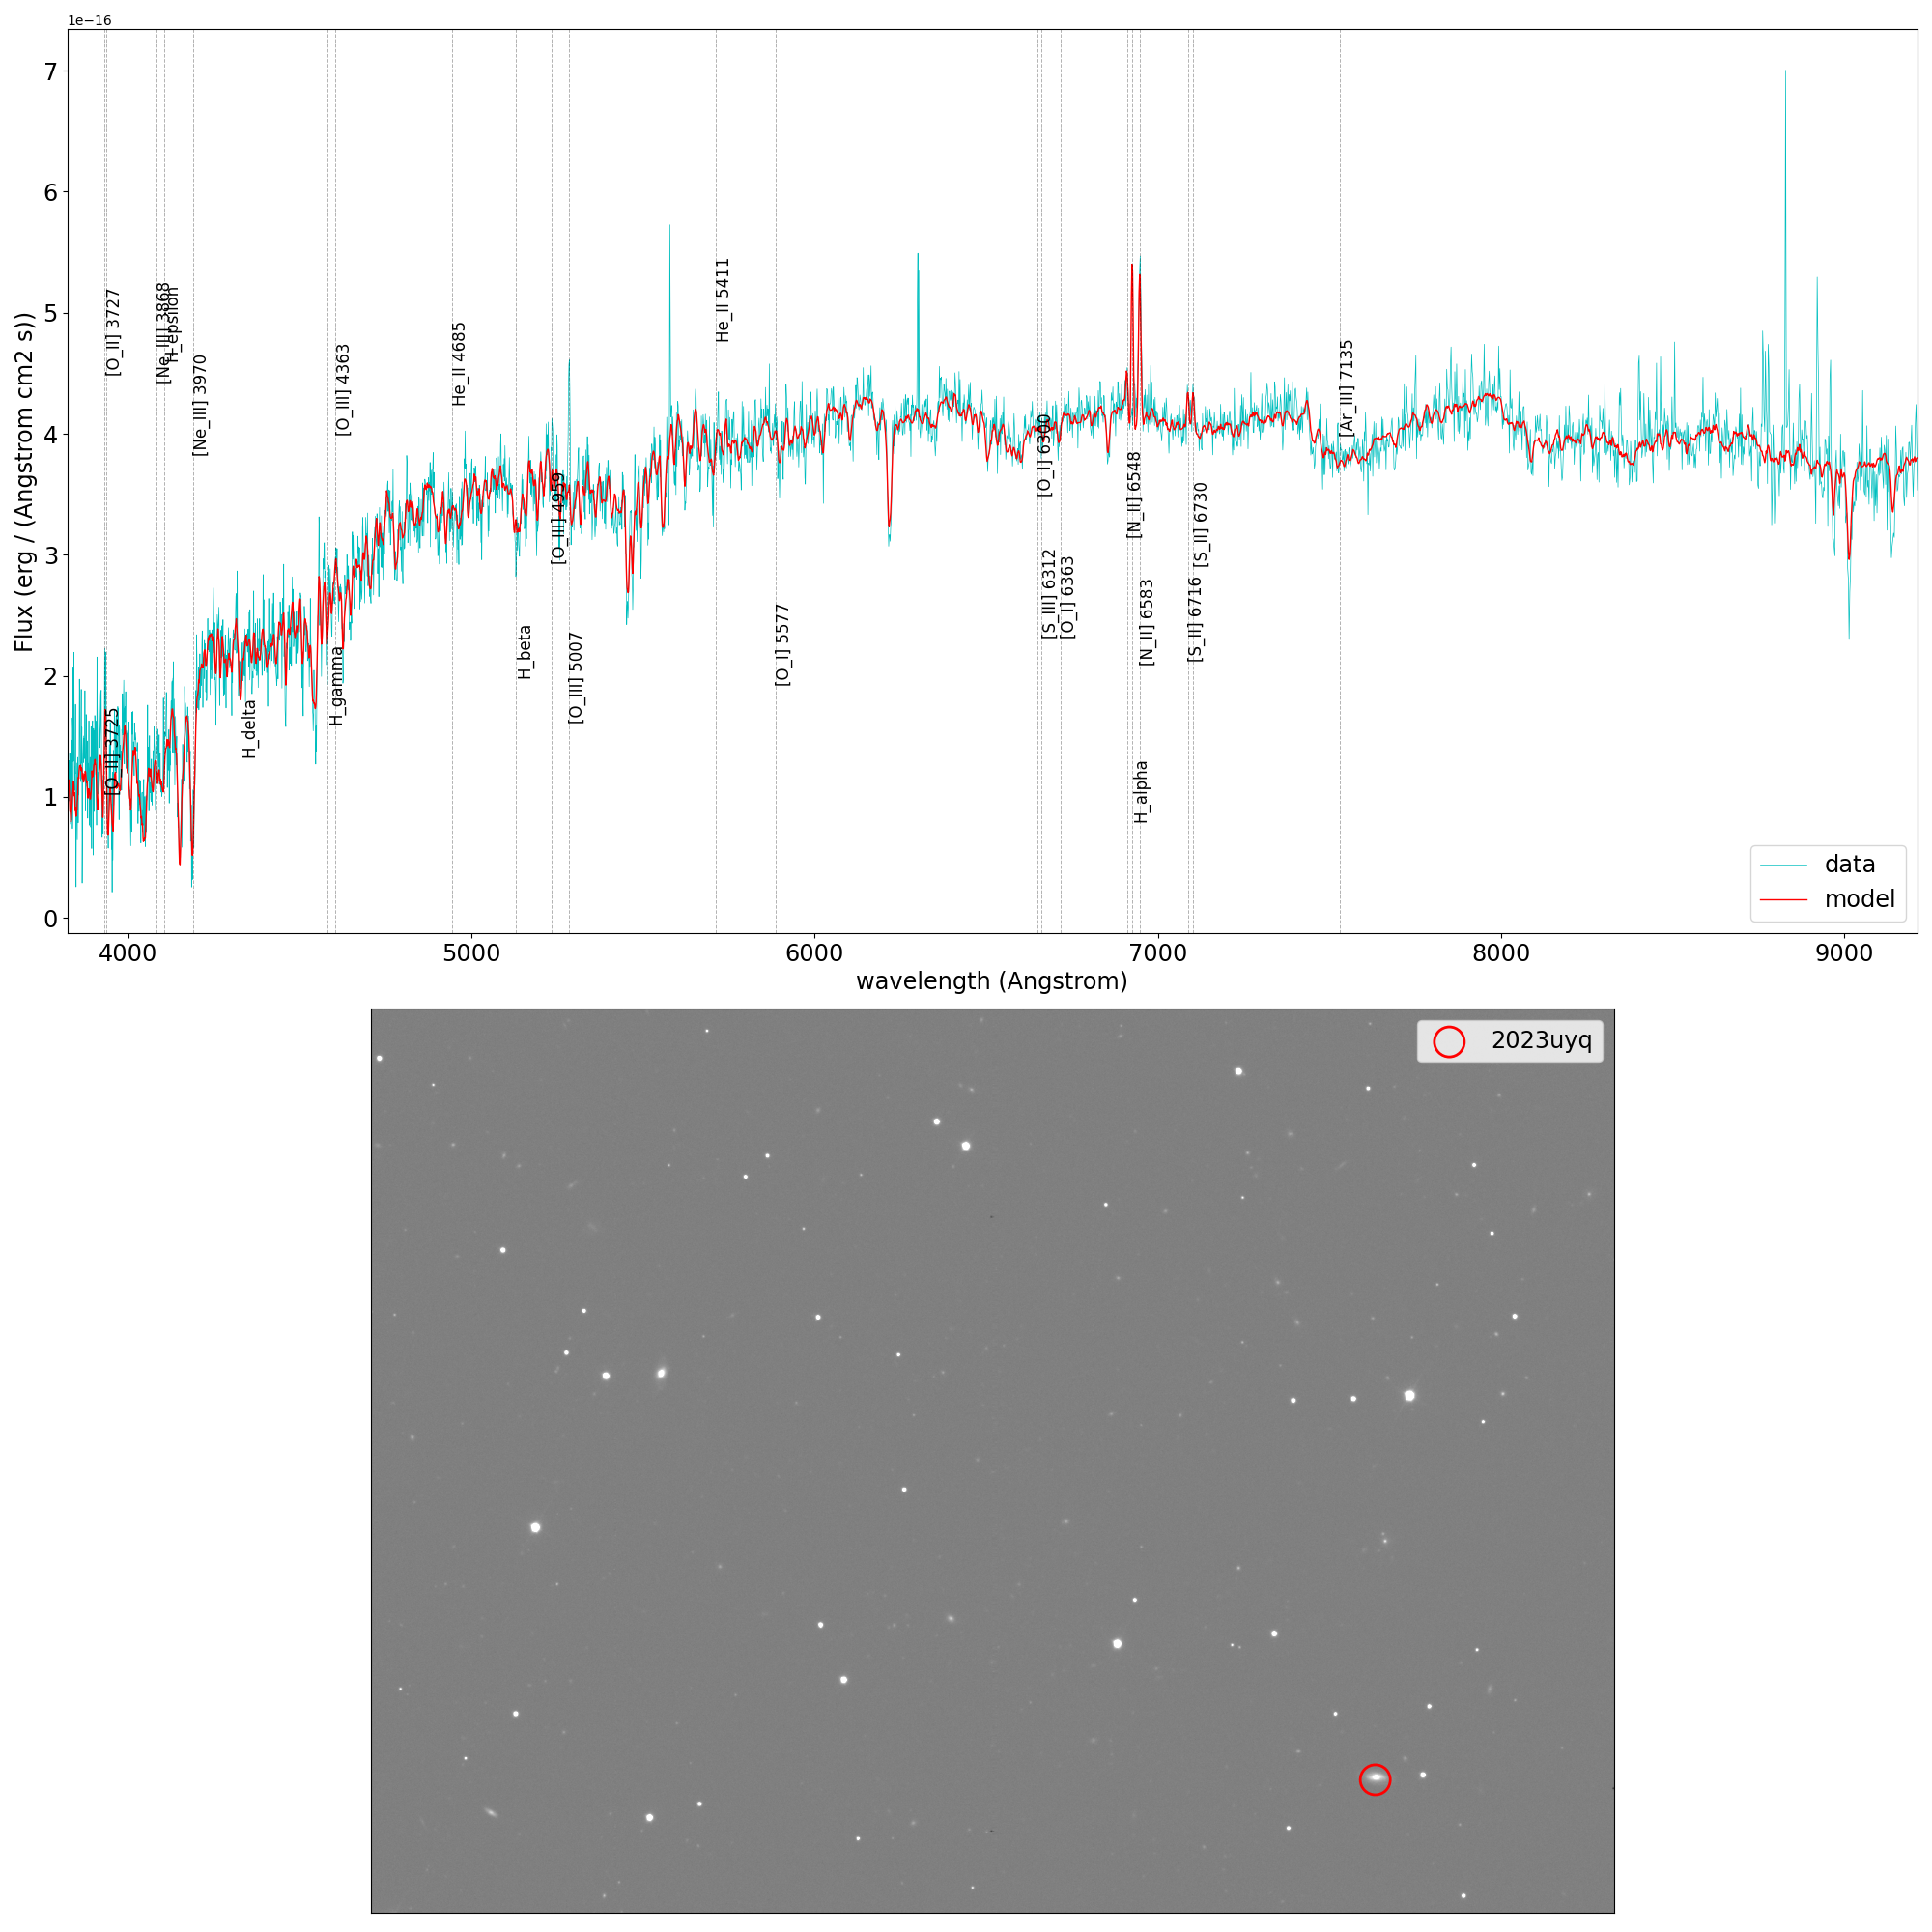 1e−16
7
6
5
4
3
2
1
0
Flux (erg / (Angstrom cm2 s))
[O_II] 3725
[O_II] 3727
[Ne_III] 3868
H_epsilon
[Ne_III] 3970
H_delta
H_gamma
[O_III] 4363
He_II 4685
H_beta
[O_III] 4959
[O_III] 5007
He_II 5411
[O_I] 5577
[O_I] 6300
[S_III] 6312
[O_I] 6363
[N_II] 6548
H_alpha
[N_II] 6583
[S_II] 6716
[S_II] 6730
[Ar_III] 7135
data
model
4000 5000 6000 7000 8000 9000
wavelength (Angstrom)
2023uyq